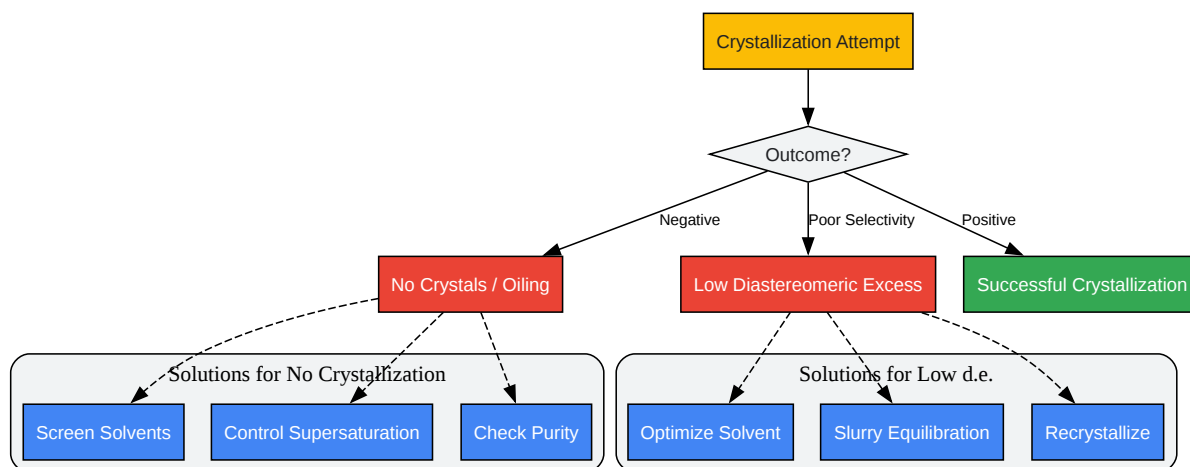 Crystallization Attempt
Outcome?
Negative
Poor Selectivity
Positive
No Crystals / Oiling
Low Diastereomeric Excess
Successful Crystallization
Solutions for No Crystallization
Solutions for Low d.e.
Screen Solvents
Control Supersaturation
Check Purity
Optimize Solvent
Slurry Equilibration
Recrystallize